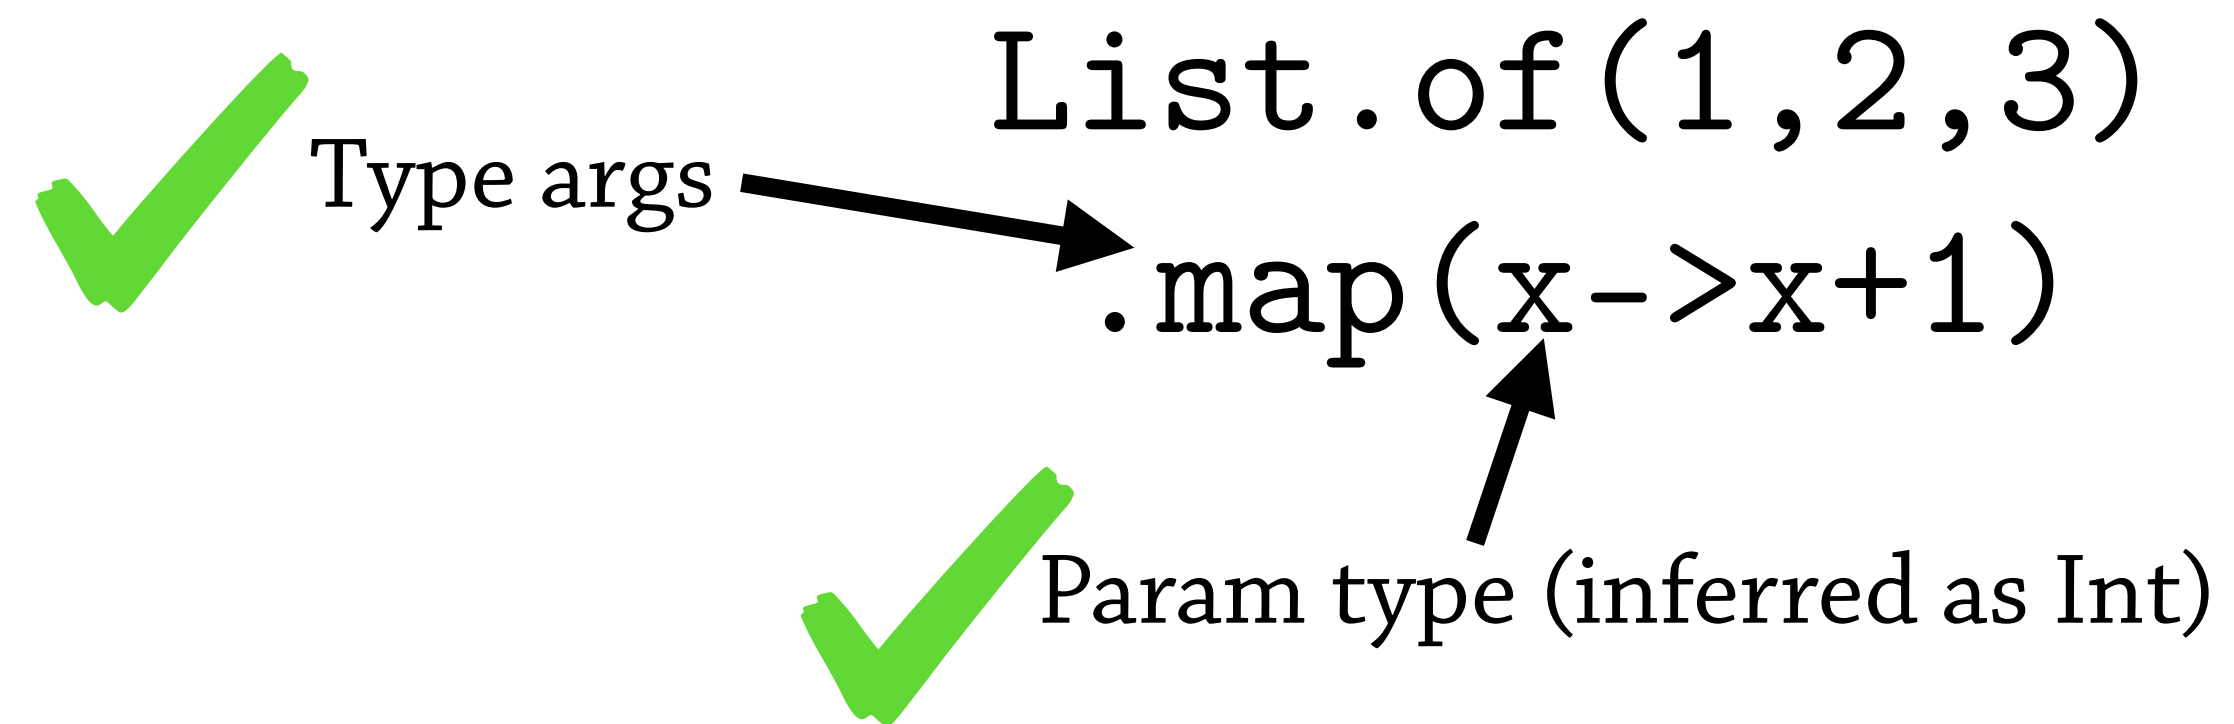 List.of(1,2,3)
Type args
.map(x->x+1)
Param type (inferred as Int)